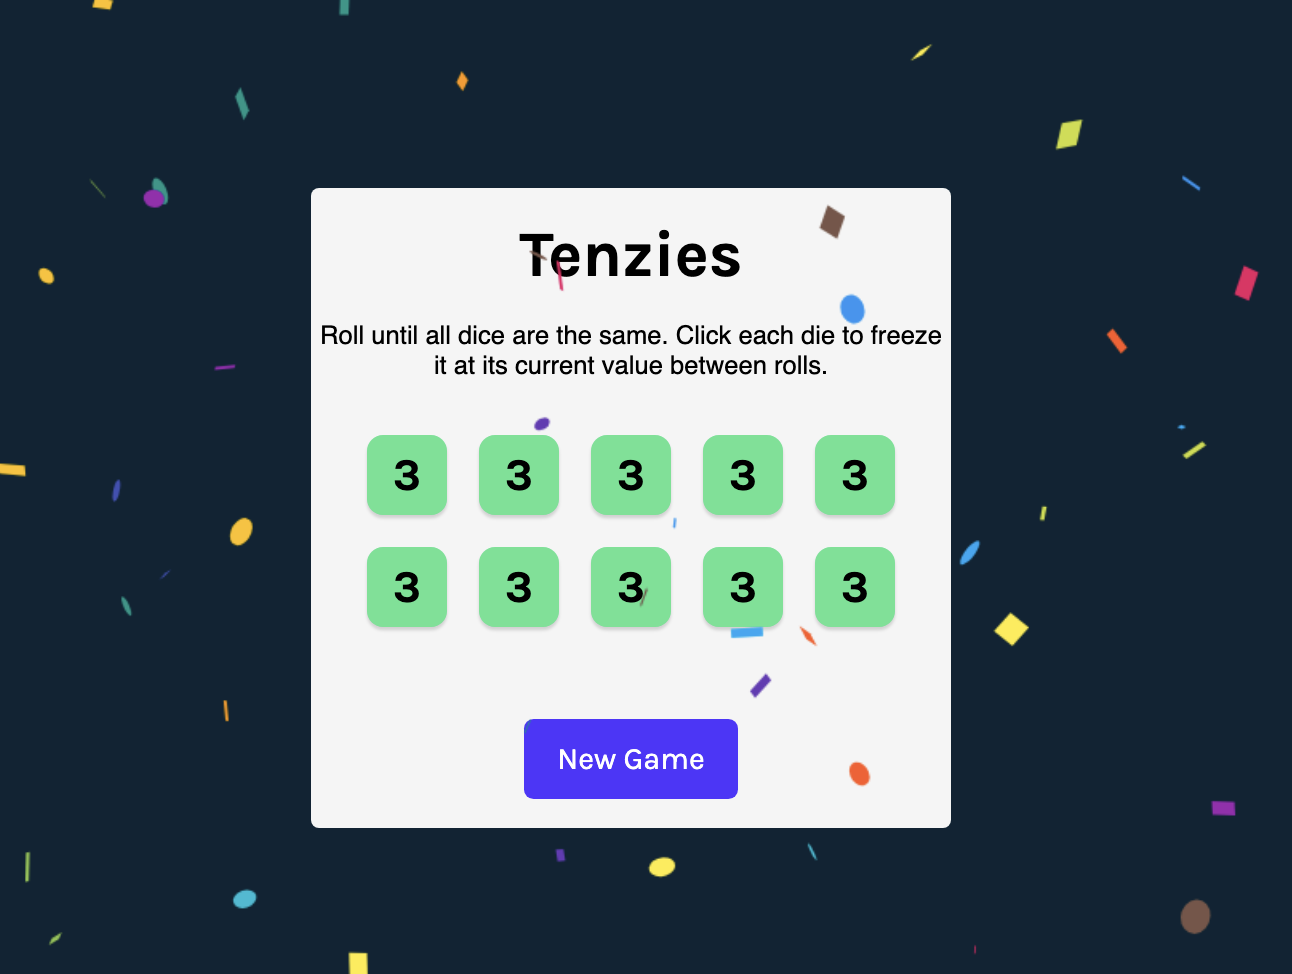 Tenzies
Roll until all dice are the same. Click each die to freeze
it at its current value between rolls.
3 3 3 3 3
3 3 3 3 3
New Game